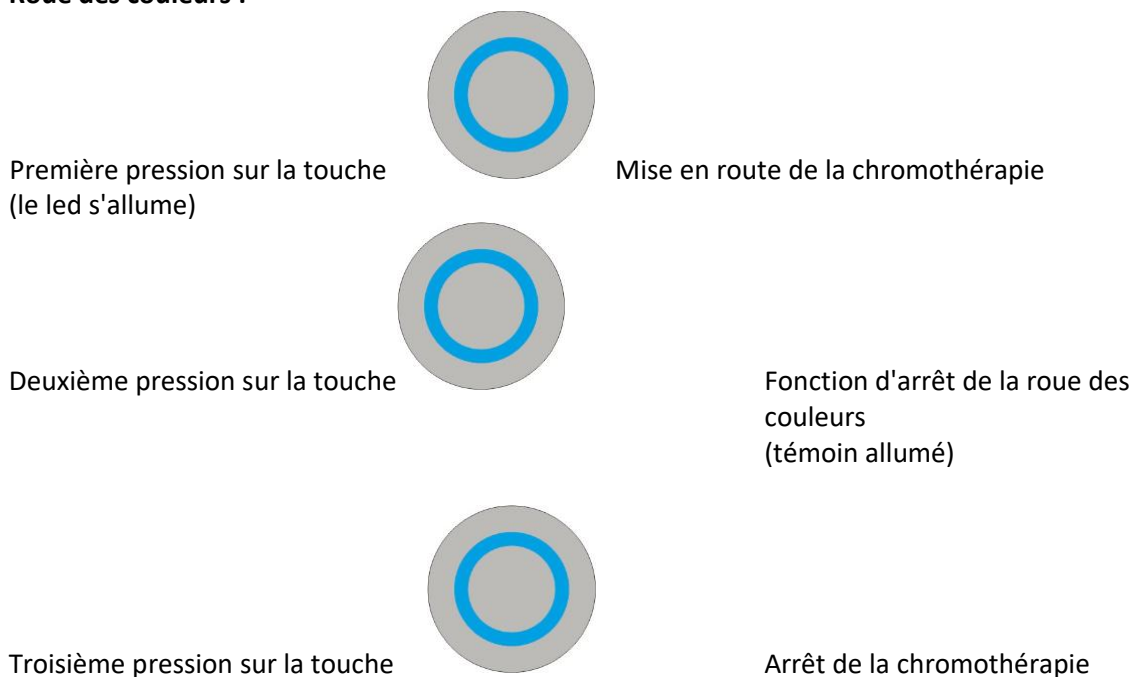 Roue des couleurs :
Première pression sur la touche
(le led s'allume)
Mise en route de la chromothérapie
Deuxième pression sur la touche
Fonction d'arrêt de la roue des
couleurs
(témoin allumé)
Troisième pression sur la touche
Arrêt de la chromothérapie